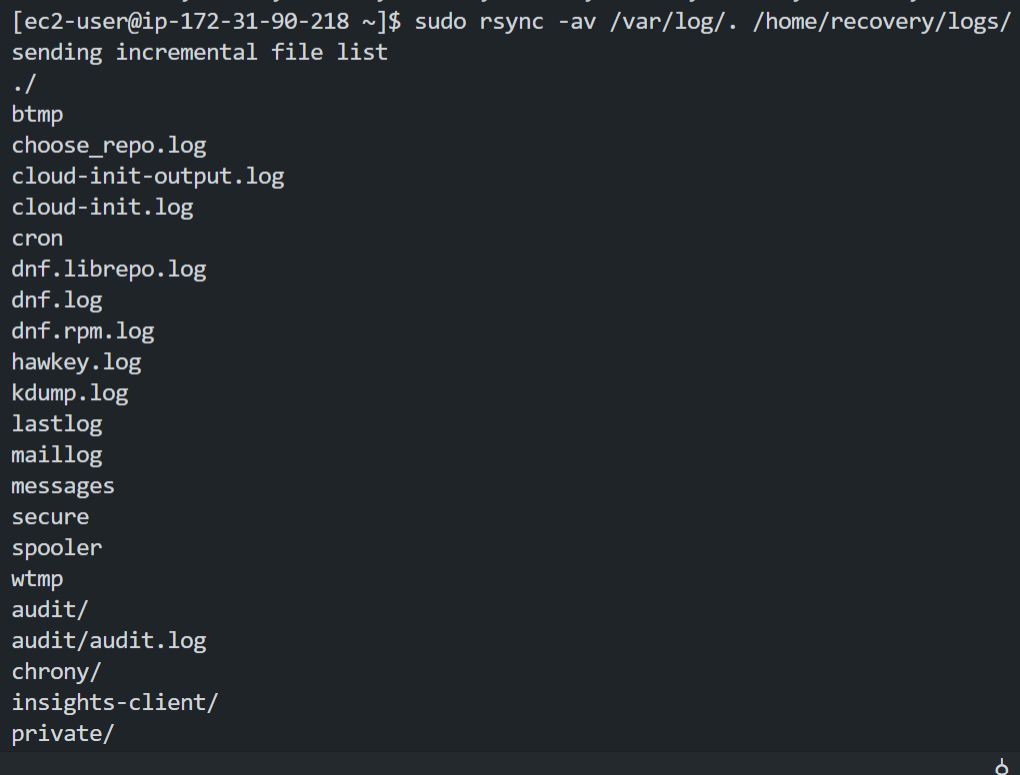 [ec2-user@ip-172-31-90-218 ~]$ sudo rsync -av /var/log/. /home/recovery/logs/
sending incremental file list
./
btmp
choose_repo.log
cloud-init-output.log
cloud-init.log
cron
dnf.librepo.log
dnf.log
dnf.rpm.log
hawkey.log
kdump.log
lastlog
maillog
messages
secure
spooler
wtmp
audit/
audit/audit.log
chrony/
insights-client/
private/